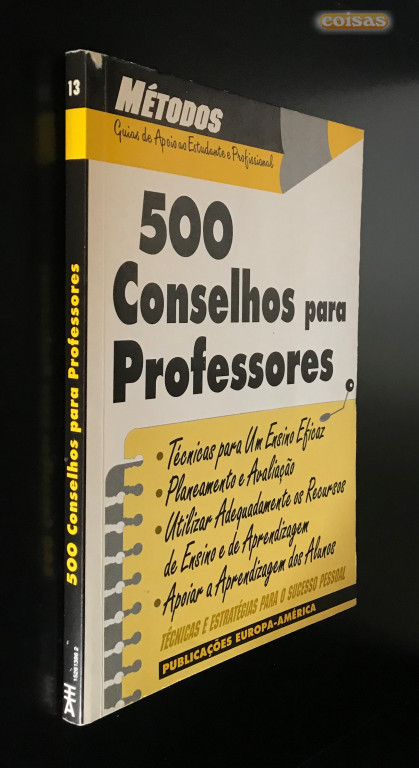 coisas
13
500 Conselhos para Professores
MÉTODOS
Guias de Apoio ao Estudante e Profissional
500
Conselhos para
Professores
• Técnicas para Um Ensino Eficaz
• Planeamento e Avaliação
• Utilizar Adequadamente os Recursos
de Ensino e de Aprendizagem
• Apoiar a Aprendizagem dos Alunos
TÉCNICAS E ESTRATÉGIAS PARA O SUCESSO PESSOAL
PUBLICAÇÕES EUROPA-AMÉRICA